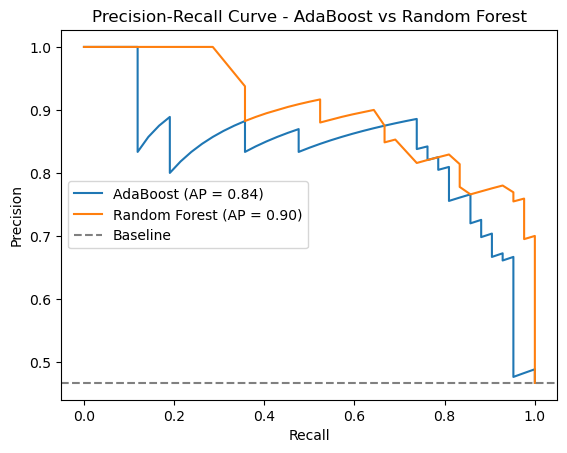 Precision-Recall Curve - AdaBoost vs Random Forest
1.0
0.9
0.8
0.7
0.6
0.5
Precision
AdaBoost (AP = 0.84)
Random Forest (AP = 0.90)
Baseline
0.0 0.2 0.4 0.6 0.8 1.0
Recall